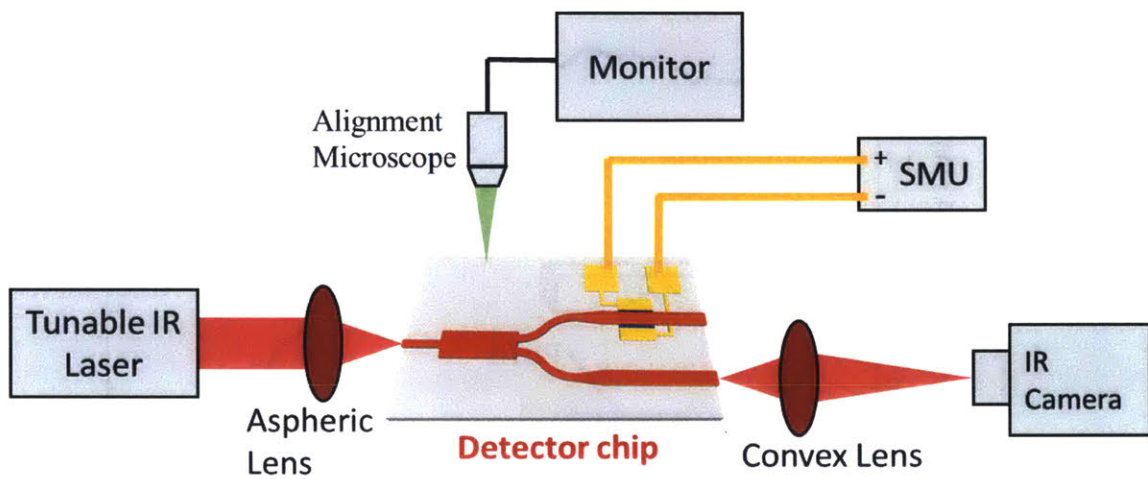 Monitor
Alignment
Microscope
+
SMU
-
Tunable IR
Laser
IR
Camera
Aspheric
Lens
Detector chip
Convex Lens